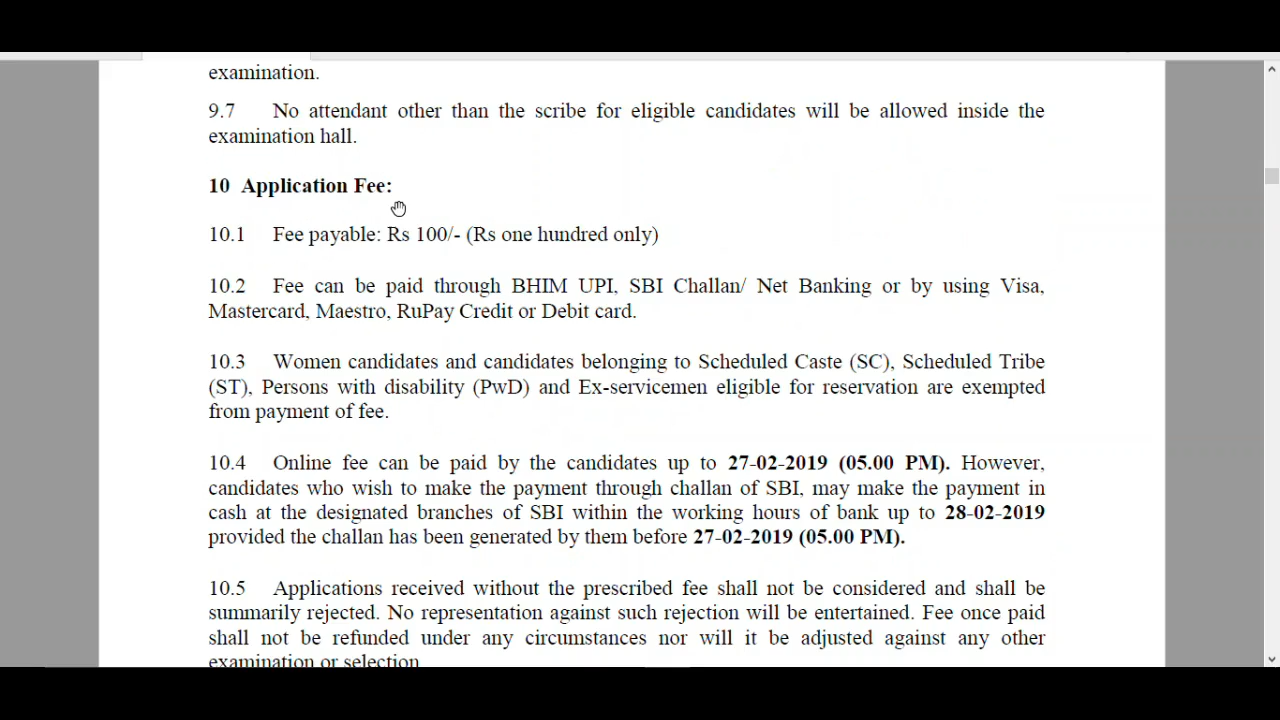 examination.
9.7 No attendant other than the scribe for eligible candidates will be allowed inside the
examination hall.
10 Application Fee:
10.1 Fee payable: Rs 100/- (Rs one hundred only)
10.2 Fee can be paid through BHIM UPI, SBI Challan/ Net Banking or by using Visa,
Mastercard, Maestro, RuPay Credit or Debit card.
10.3 Women candidates and candidates belonging to Scheduled Caste (SC), Scheduled Tribe
(ST), Persons with disability (PwD) and Ex-servicemen eligible for reservation are exempted
from payment of fee.
10.4 Online fee can be paid by the candidates up to 27-02-2019 (05.00 PM). However,
candidates who wish to make the payment through challan of SBI, may make the payment in
cash at the designated branches of SBI within the working hours of bank up to 28-02-2019
provided the challan has been generated by them before 27-02-2019 (05.00 PM).
10.5 Applications received without the prescribed fee shall not be considered and shall be
summarily rejected. No representation against such rejection will be entertained. Fee once paid
shall not be refunded under any circumstances nor will it be adjusted against any other
examination or selection